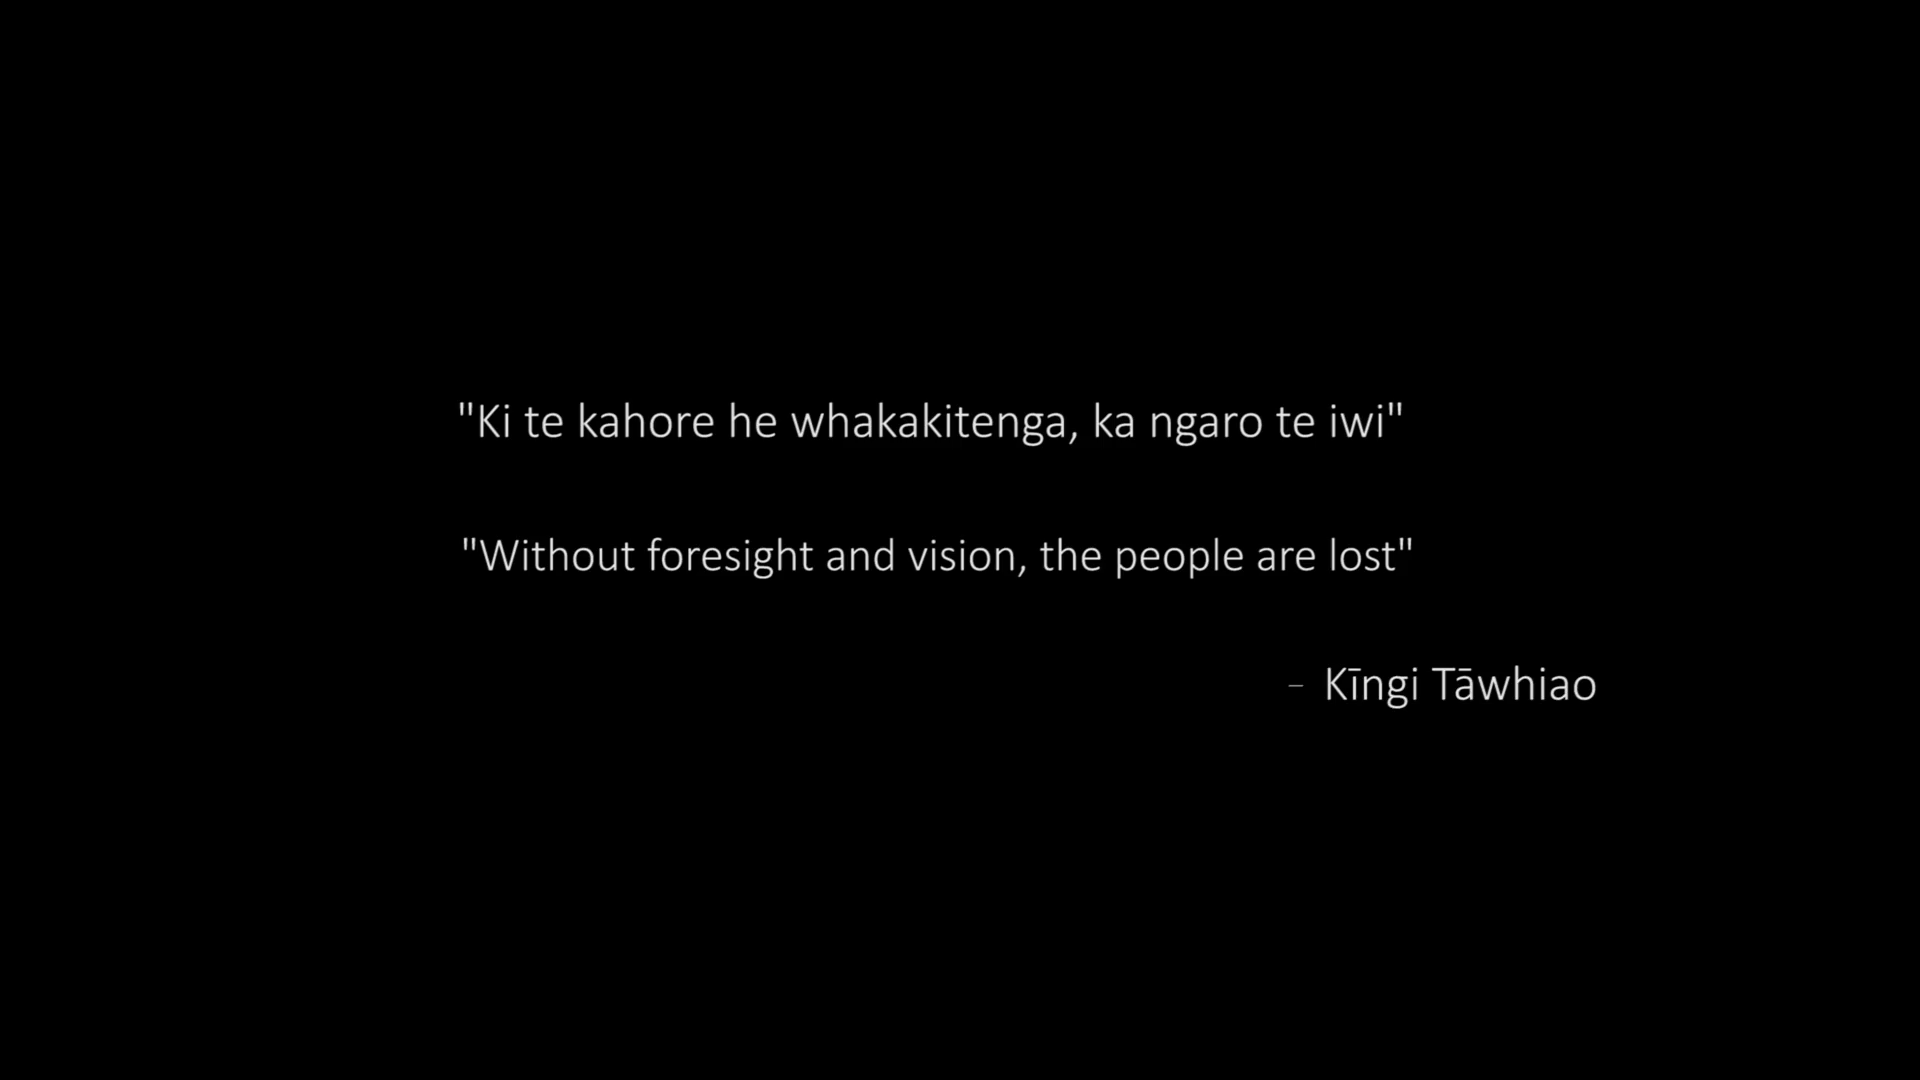 "Ki te kahore he whakakitenga, ka ngaro te iwi"
"Without foresight and vision, the people are lost"
– Kīngi Tāwhiao